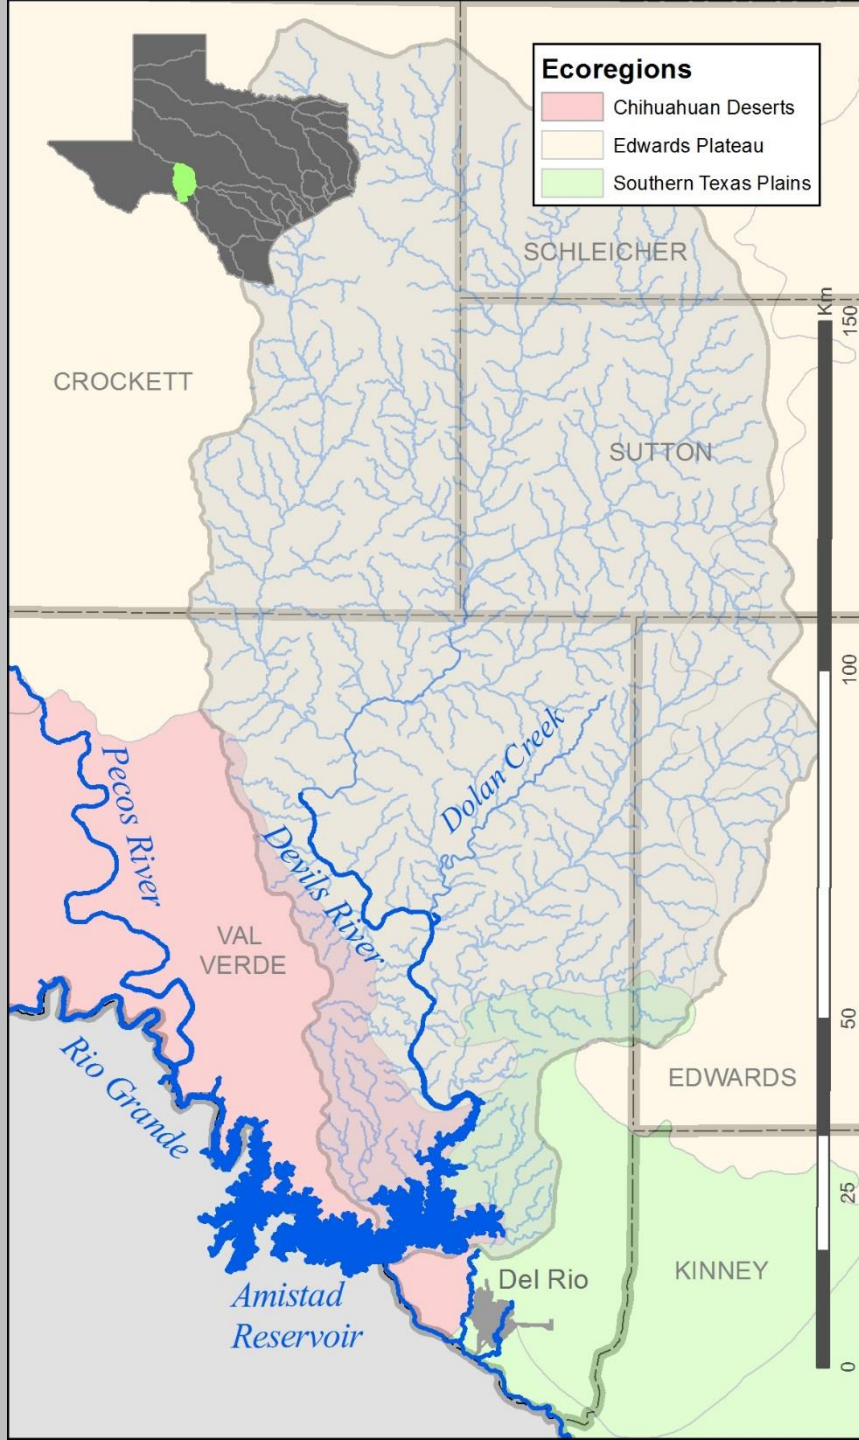 Ecoregions
Chihuahuan Deserts
Edwards Plateau
Southern Texas Plains
SCHLEICHER
Km
150
CROCKETT
SUTTON
100
Dolan Creek
Pecos River
Devils River
VAL
VERDE
50
Rio Grande
EDWARDS
25
KINNEY
Del Rio
Amistad
Reservoir
0